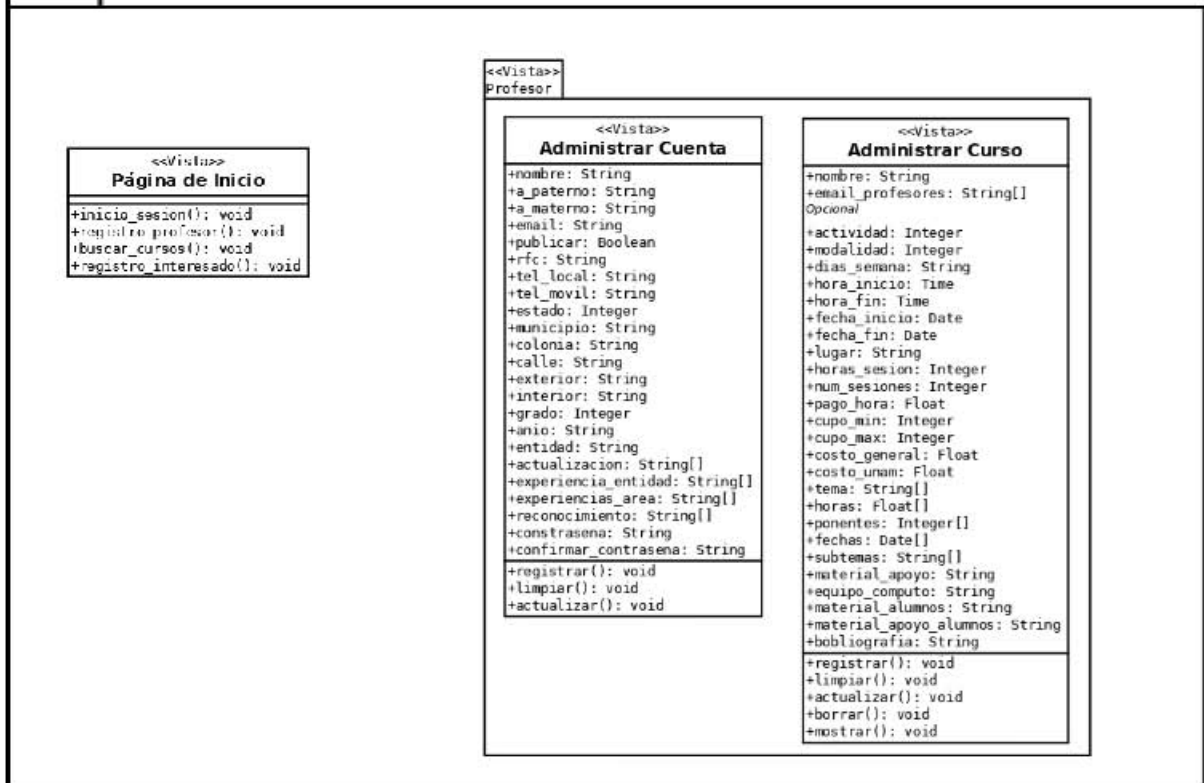 <<Vista>>
Página de Inicio
+inicio_sesion(): void
+registro_profesor(): void
+buscar_cursos(): void
+registro_interesado(): void
<<Vista>>
Profesor
<<Vista>>
Administrar Cuenta
+nombre: String
+a_paterno: String
+a_materno: String
+email: String
+publicar: Boolean
+rfc: String
+tel_local: String
+tel_movil: String
+estado: Integer
+municipio: String
+colonia: String
+calle: String
+exterior: String
+interior: String
+grado: Integer
+anio: String
+entidad: String
+actualizacion: String[]
+experiencia_entidad: String[]
+experiencias_area: String[]
+reconocimiento: String[]
+constrasena: String
+confirmar_contrasena: String
+registrar(): void
+limpiar(): void
+actualizar(): void
<<Vista>>
Administrar Curso
+nombre: String
+email_profesores: String[]
Opcional
+actividad: Integer
+modalidad: Integer
+dias_semana: String
+hora_inicio: Time
+hora_fin: Time
+fecha_inicio: Date
+fecha_fin: Date
+lugar: String
+horas_sesion: Integer
+num_sesiones: Integer
+pago_hora: Float
+cupo_min: Integer
+cupo_max: Integer
+costo_general: Float
+costo_unam: Float
+tema: String[]
+horas: Float[]
+ponentes: Integer[]
+fechas: Date[]
+subtemas: String[]
+material_apoyo: String
+equipo_computo: String
+material_alumnos: String
+material_apoyo_alumnos: String
+bobliografia: String
+registrar(): void
+limpiar(): void
+actualizar(): void
+borrar(): void
+mostrar(): void